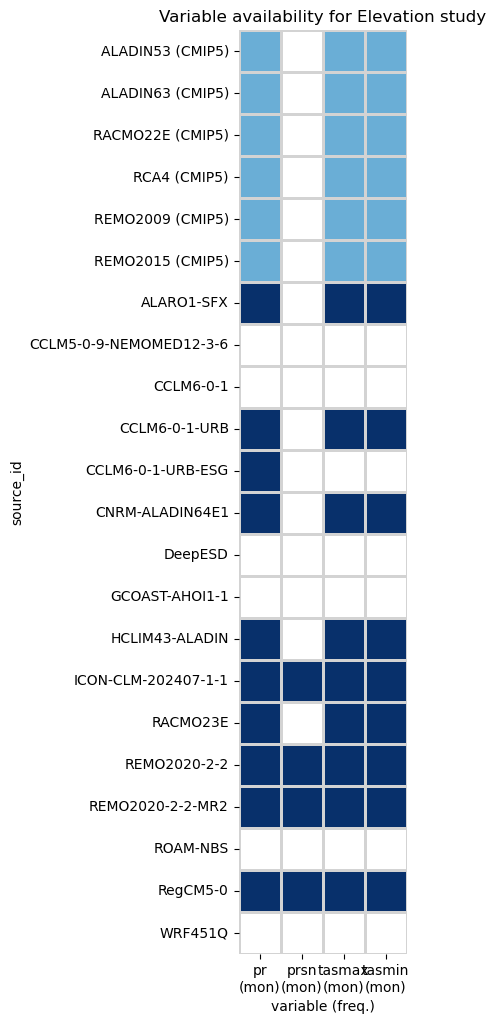 Variable availability for Elevation study
ALADIN53 (CMIP5)
ALADIN63 (CMIP5)
RACMO22E (CMIP5)
RCA4 (CMIP5)
REMO2009 (CMIP5)
REMO2015 (CMIP5)
ALARO1-SFX
CCLM5-0-9-NEMOMED12-3-6
CCLM6-0-1
CCLM6-0-1-URB
CCLM6-0-1-URB-ESG
CNRM-ALADIN64E1
DeepESD
GCOAST-AHOI1-1
HCLIM43-ALADIN
ICON-CLM-202407-1-1
RACMO23E
REMO2020-2-2
REMO2020-2-2-MR2
ROAM-NBS
RegCM5-0
WRF451Q
source_id
pr prsn tasmax tasmin
(mon) (mon) (mon) (mon)
variable (freq.)